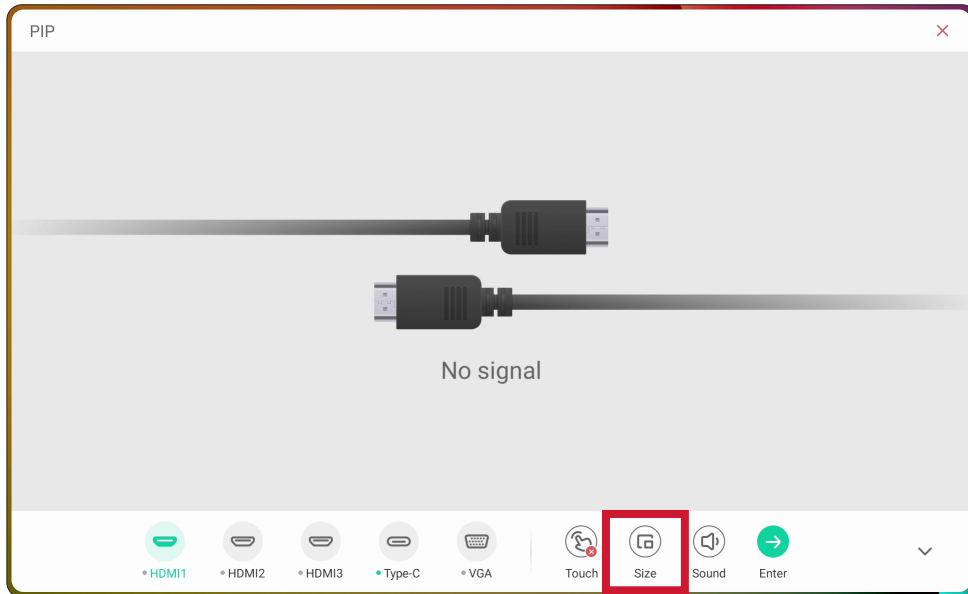 PIP
No signal
HDMI1
HDMI2
HDMI3
Type-C
VGA
Touch
Size
Sound
Enter